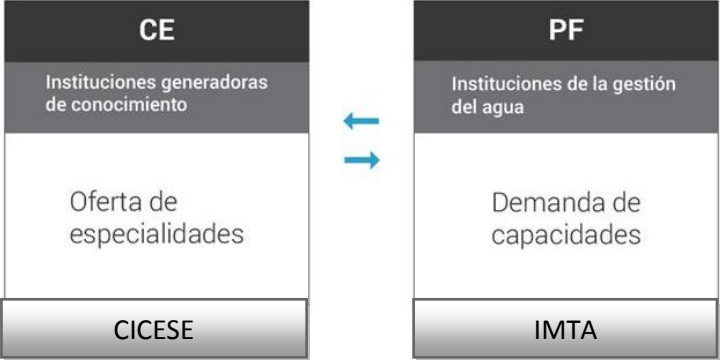 CE
Instituciones generadoras
de conocimiento
Oferta de
especialidades
CICESE
PF
Instituciones de la gestión
del agua
Demanda de
capacidades
IMTA